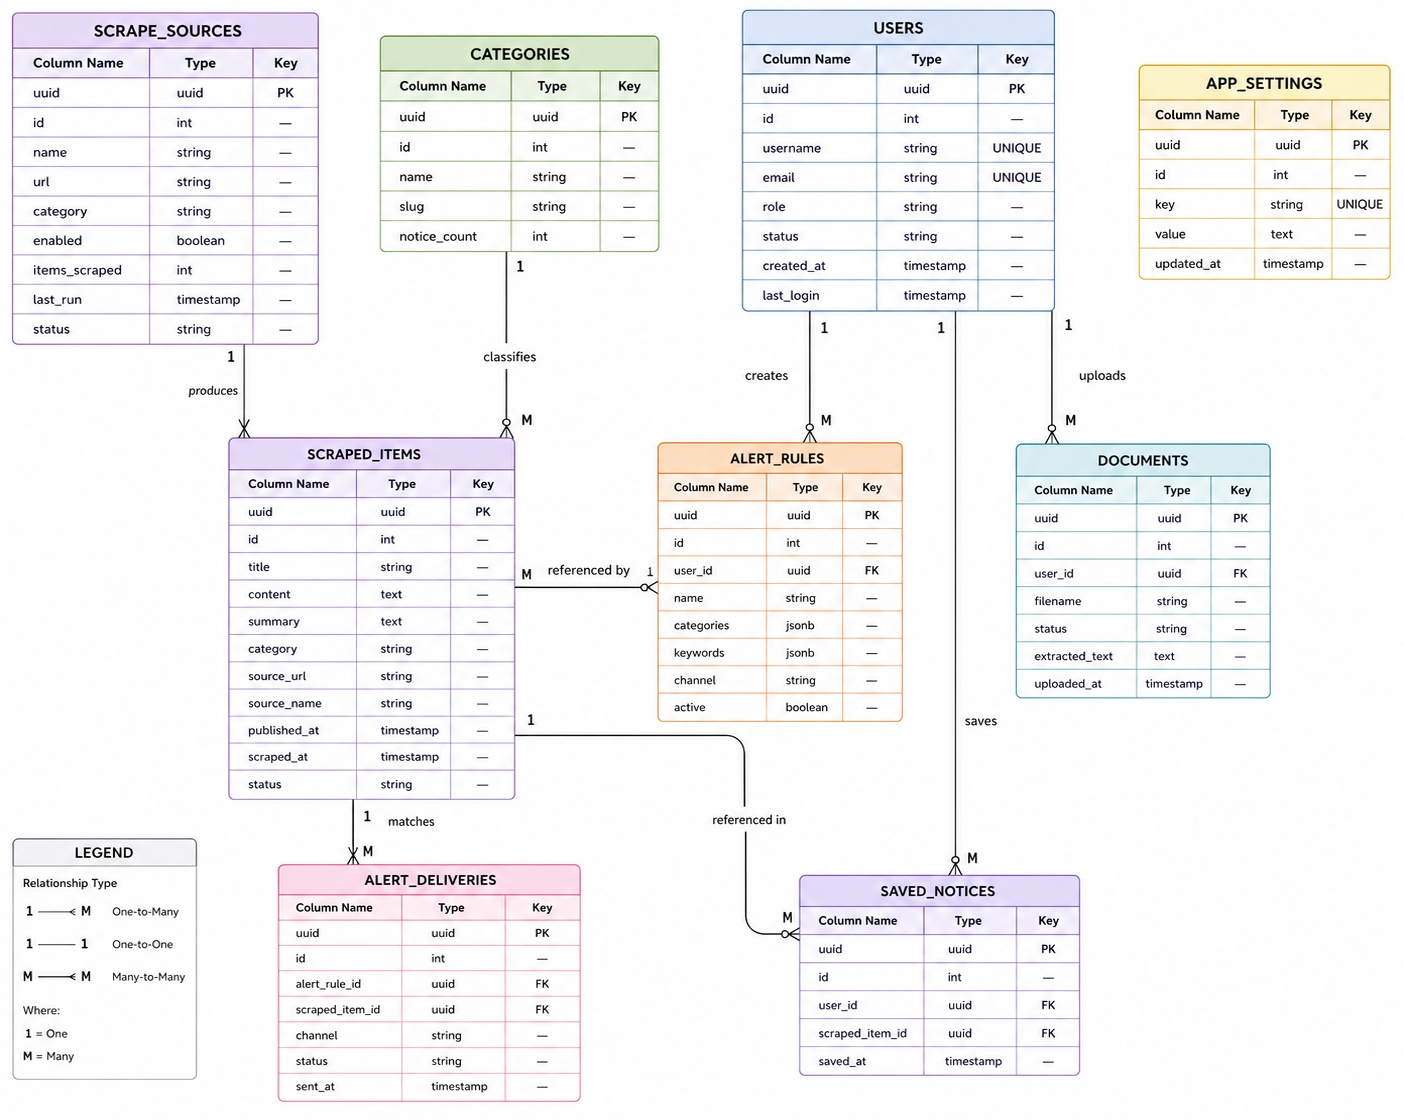 SCRAPE_SOURCES
Column Name Type Key
uuid uuid PK
id int —
name string —
url string —
category string —
enabled boolean —
items_scraped int —
last_run timestamp —
status string —
CATEGORIES
Column Name Type Key
uuid uuid PK
id int —
name string —
slug string —
notice_count int —
USERS
Column Name Type Key
uuid uuid PK
id int —
username string UNIQUE
email string UNIQUE
role string —
status string —
created_at timestamp —
last_login timestamp —
APP_SETTINGS
Column Name Type Key
uuid uuid PK
id int —
key string UNIQUE
value text —
updated_at timestamp —
1
produces
1
classifies
M
1
creates
M
1
saves
M
1
uploads
M
SCRAPED_ITEMS
Column Name Type Key
uuid uuid PK
id int —
title string —
content text —
summary text —
category string —
source_url string —
source_name string —
published_at timestamp —
scraped_at timestamp —
status string —
M referenced by 1
ALERT_RULES
Column Name Type Key
uuid uuid PK
id int —
user_id uuid FK
name string —
categories jsonb —
keywords jsonb —
channel string —
active boolean —
DOCUMENTS
Column Name Type Key
uuid uuid PK
id int —
user_id uuid FK
filename string —
status string —
extracted_text text —
uploaded_at timestamp —
1
referenced in
M
1 matches
M
LEGEND
Relationship Type
1 M One-to-Many
1 1 One-to-One
M M Many-to-Many
Where:
1 = One
M = Many
ALERT_DELIVERIES
Column Name Type Key
uuid uuid PK
id int —
alert_rule_id uuid FK
scraped_item_id uuid FK
channel string —
status string —
sent_at timestamp —
SAVED_NOTICES
Column Name Type Key
uuid uuid PK
id int —
user_id uuid FK
scraped_item_id uuid FK
saved_at timestamp —